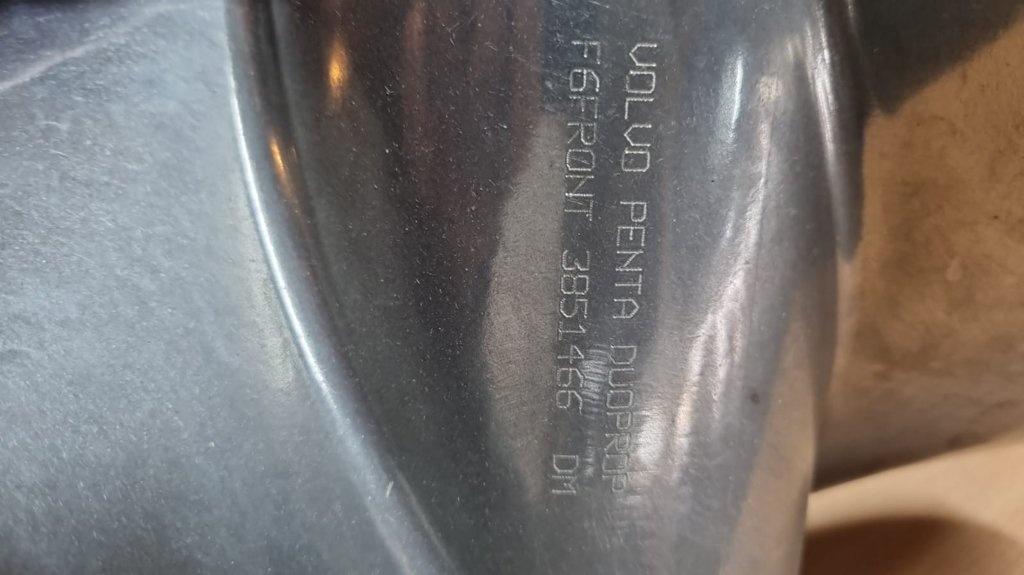 VOLVO PENTA DUOPROP
F6FRONT 3851466 DM